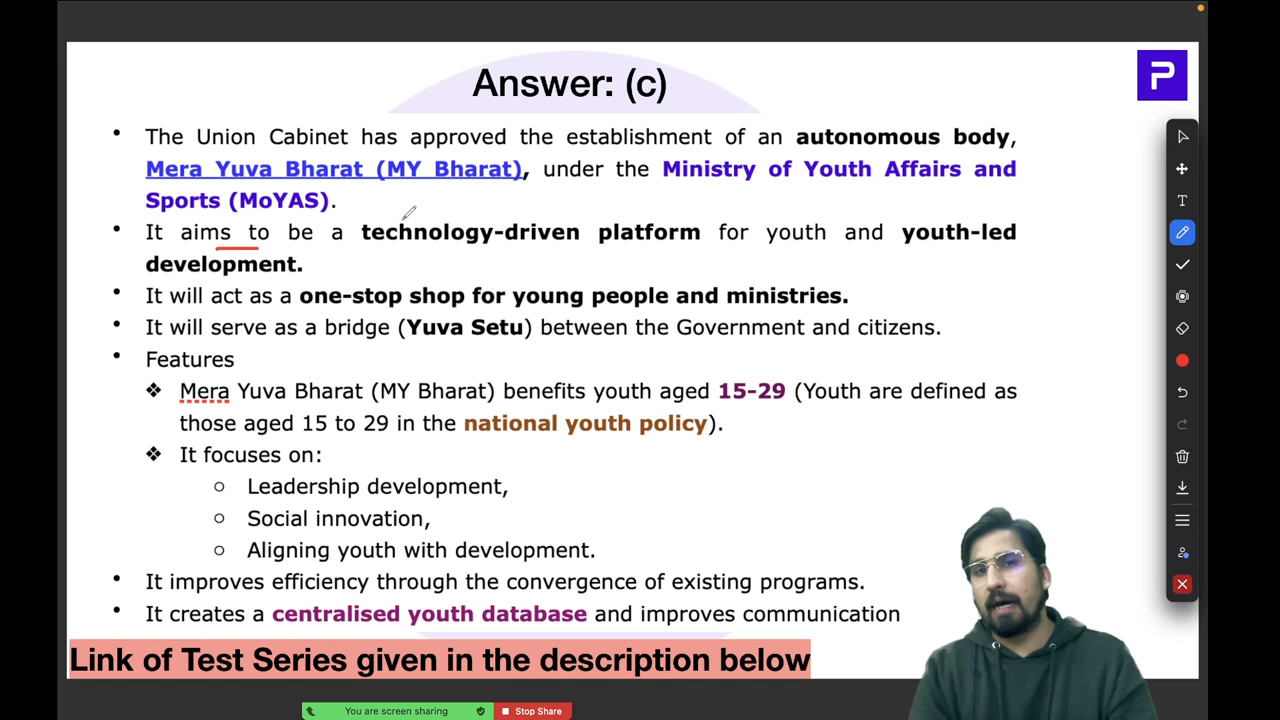 Answer: (c)
• The Union Cabinet has approved the establishment of an autonomous body,
Mera Yuva Bharat (MY Bharat), under the Ministry of Youth Affairs and
Sports (MoYAS).
• It aims to be a technology-driven platform for youth and youth-led
development.
• It will act as a one-stop shop for young people and ministries.
• It will serve as a bridge (Yuva Setu) between the Government and citizens.
• Features
❖ Mera Yuva Bharat (MY Bharat) benefits youth aged 15-29 (Youth are defined as
those aged 15 to 29 in the national youth policy).
❖ It focuses on:
○ Leadership development,
○ Social innovation,
○ Aligning youth with development.
• It improves efficiency through the convergence of existing programs.
• It creates a centralised youth database and improves communication
Link of Test Series given in the description below
You are screen sharing
Stop Share